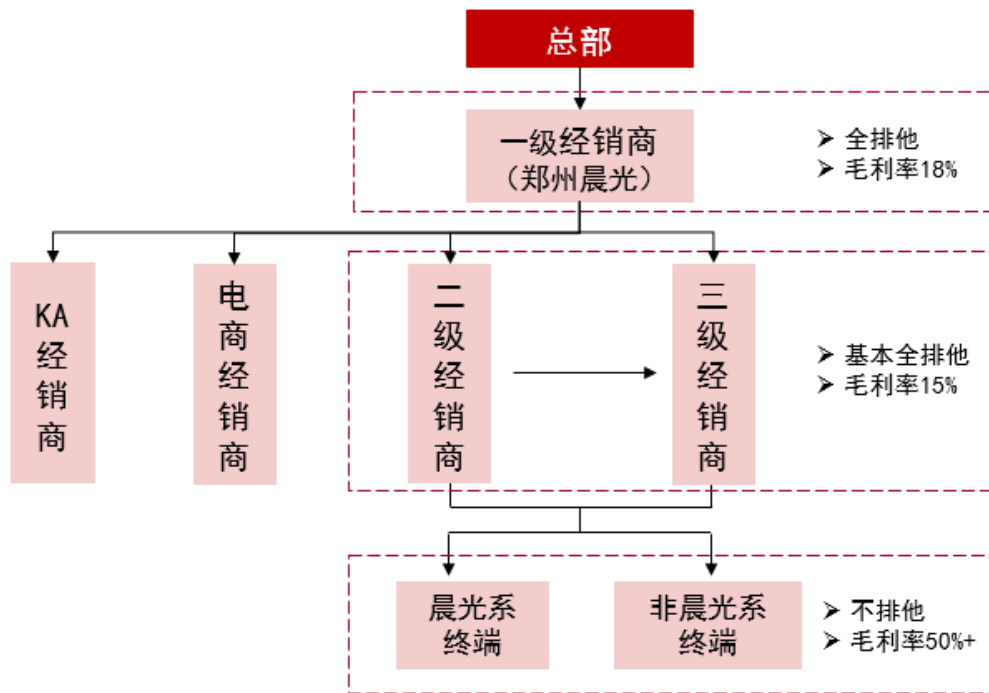 总部
一级经销商
（郑州晨光）
➢ 全排他
➢ 毛利率18%
KA
经
销
商
电
商
经
销
商
二
级
经
销
商
三
级
经
销
商
➢ 基本全排他
➢ 毛利率15%
晨光系
终端
非晨光系
终端
➢ 不排他
➢ 毛利率50%+